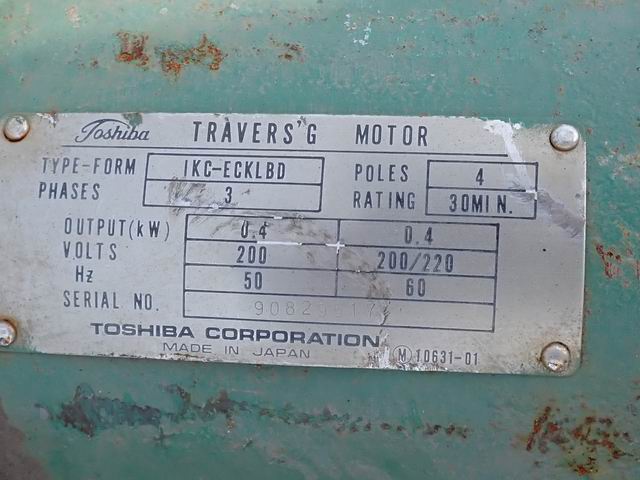 Toshiba TRAVERS'G MOTOR
TYPE-FORM IKC-ECKLBD POLES 4
PHASES 3 RATING 30MIN.
OUTPUT(kW) 0.4 0.4
VOLTS 200 200/220
Hz 50 60
SERIAL NO.
TOSHIBA CORPORATION
MADE IN JAPAN M 10631-01